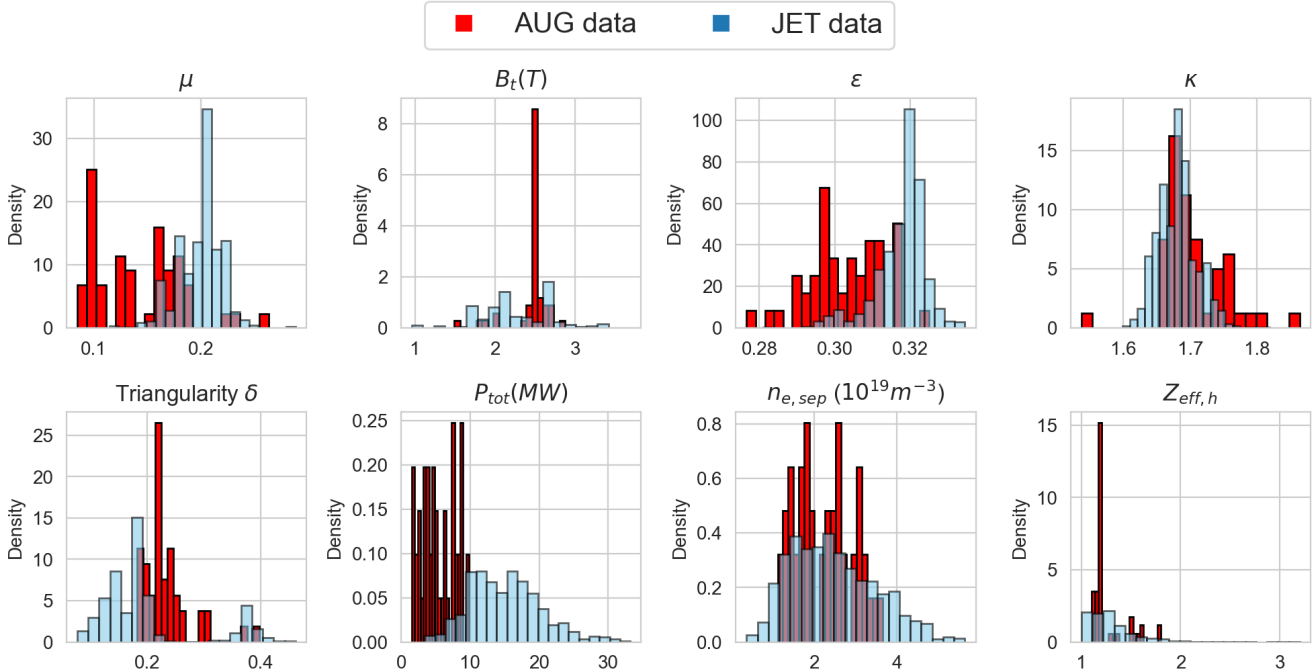 AUG data JET data
μ
Density
30
20
10
0
0.1 0.2
B_t(T)
Density
8
6
4
2
0
1 2 3
ε
Density
100
80
60
40
20
0
0.28 0.30 0.32
κ
Density
15
10
5
0
1.6 1.7 1.8
Triangularity δ
Density
25
20
15
10
5
0
0.2 0.4
P_tot(MW)
Density
0.25
0.20
0.15
0.10
0.05
0.00
0 10 20 30
n_e, sep (10^19 m^−3)
Density
0.8
0.6
0.4
0.2
0.0
2 4
Z_eff, h
Density
15
10
5
0
1 2 3